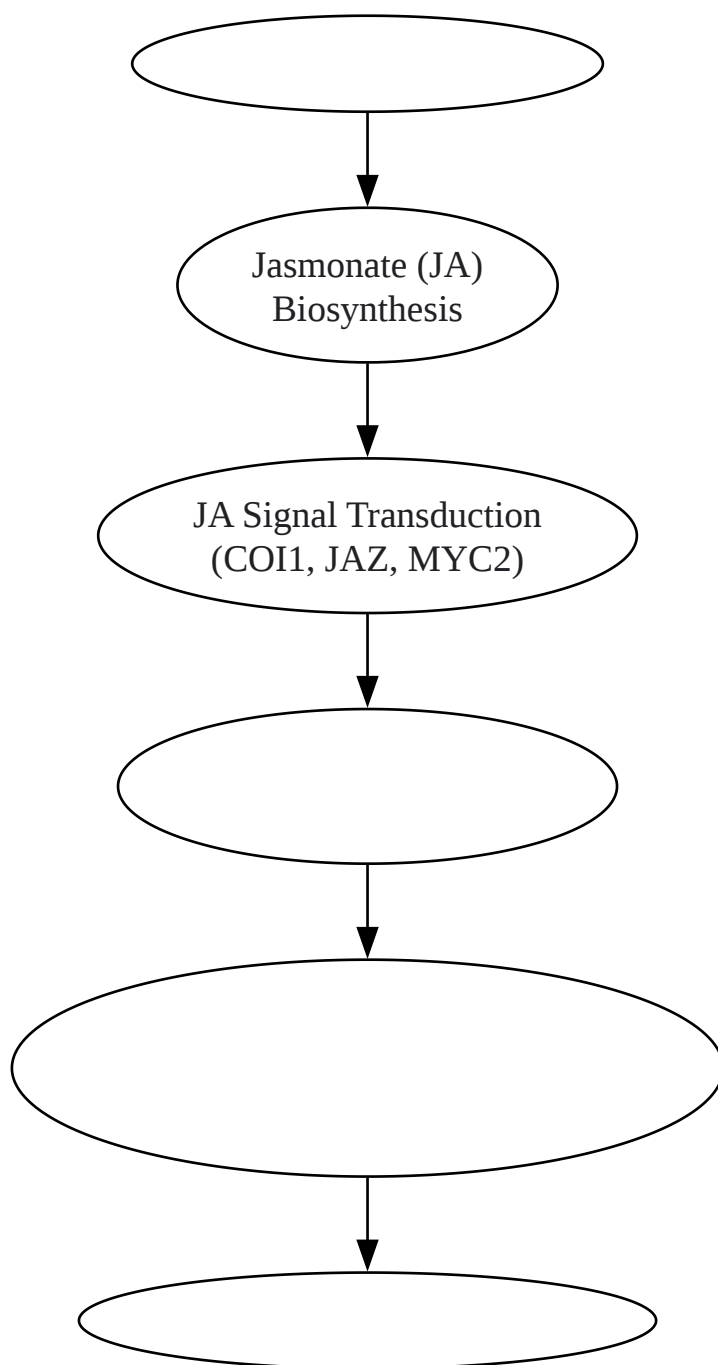 Jasmonate (JA)
Biosynthesis
JA Signal Transduction
(COI1, JAZ, MYC2)